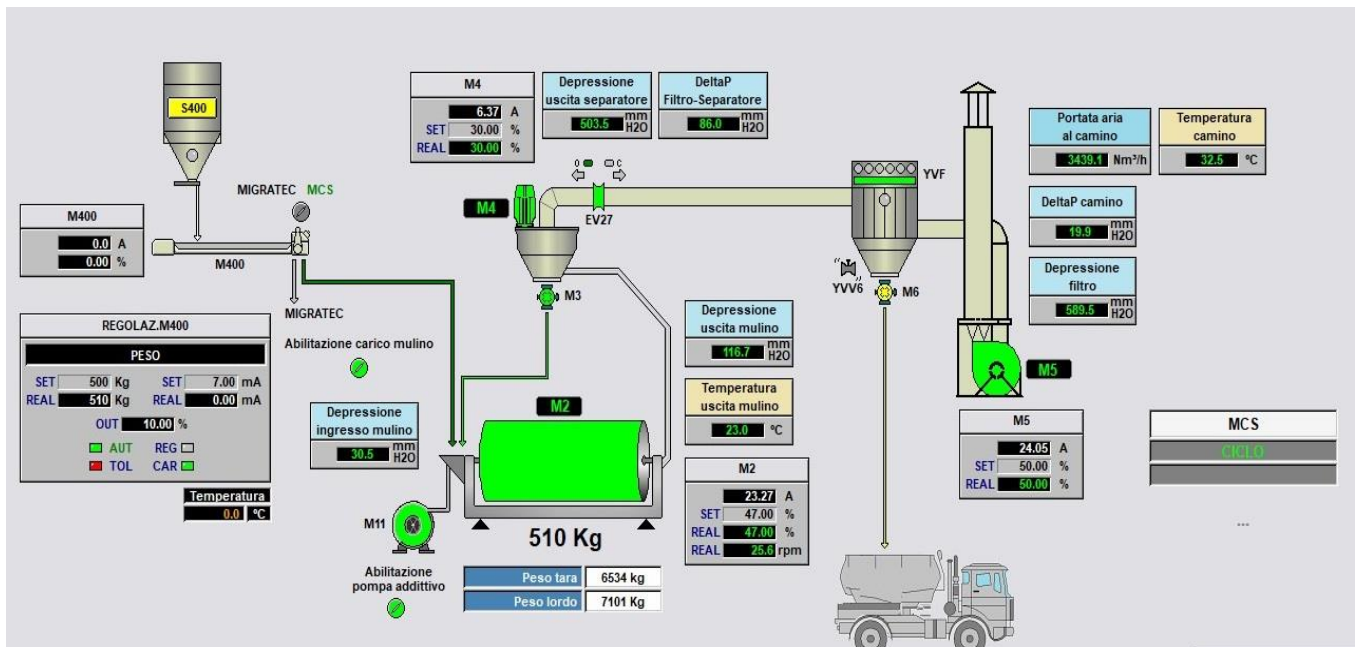 S400
MIGRATEC MCS
M400
0.0 A
0.00 %
M400
MIGRATEC
REGOLAZ.M400
PESO
SET 500 Kg SET 7.00 mA
REAL 510 Kg REAL 0.00 mA
OUT 10.00 %
AUT REG
TOL CAR
Temperatura
0.0 °C
Abilitazione carico mulino
Depressione
ingresso mulino
30.5 mm
H2O
M11
Abilitazione
pompa addittivo
M4
6.37 A
SET 30.00 %
REAL 30.00 %
Depressione
uscita separatore
503.5 mm
H2O
DeltaP
Filtro-Separatore
86.0 mm
H2O
O C
M4
EV27
M3
M2
510 Kg
Peso tara 6534 kg
Peso lordo 7101 Kg
Depressione
uscita mulino
116.7 mm
H2O
Temperatura
uscita mulino
23.0 °C
M2
23.27 A
SET 47.00 %
REAL 47.00 %
REAL 25.6 rpm
YVF
YVV6
M6
Portata aria
al camino
3439.1 Nm³/h
Temperatura
camino
32.5 °C
DeltaP camino
19.9 mm
H2O
Depressione
filtro
589.5 mm
H2O
M5
M5
24.05 A
SET 50.00 %
REAL 50.00 %
MCS
CICLO
...